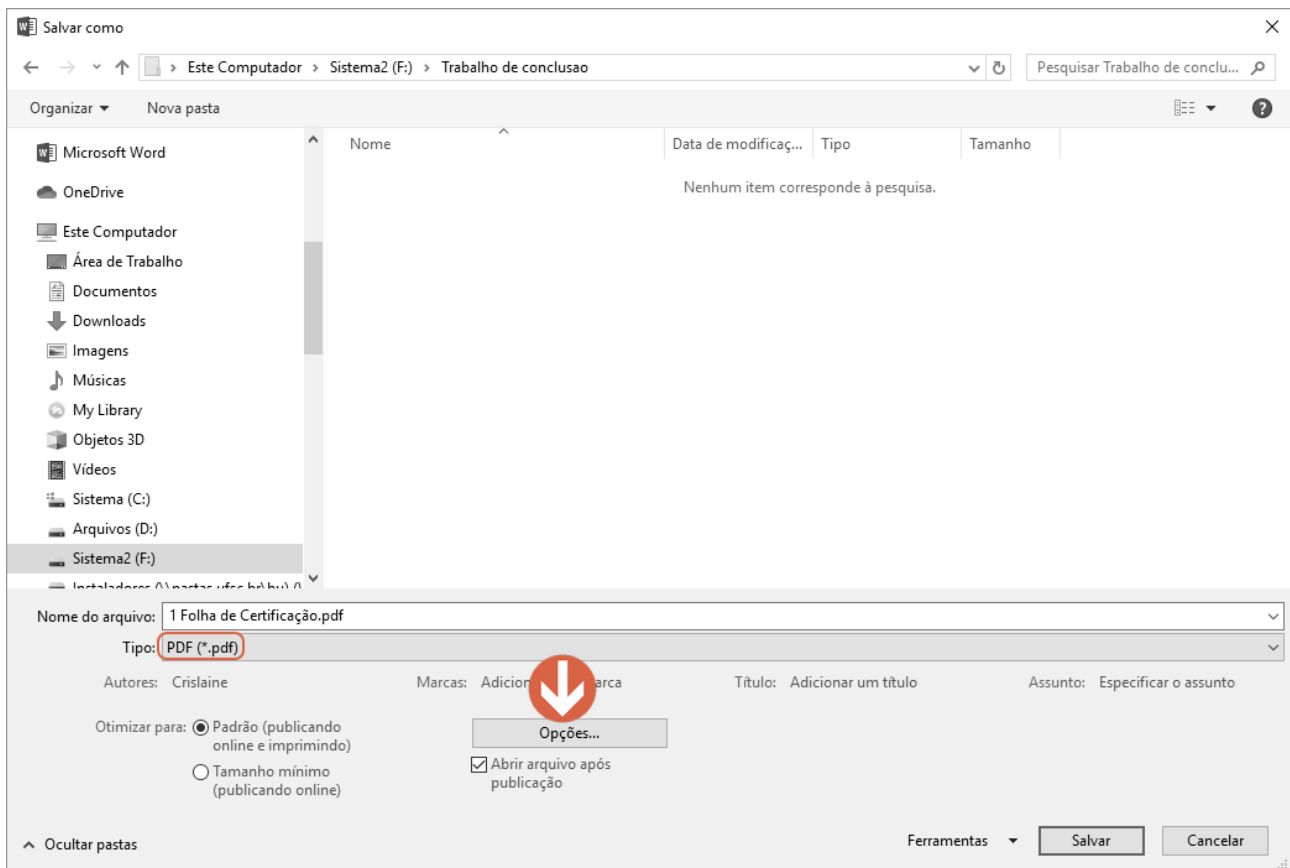 Salvar como
Este Computador > Sistema2 (F:) > Trabalho de conclusao
Pesquisar Trabalho de conclu...
Organizar
Nova pasta
Nome
Data de modificaç...
Tipo
Tamanho
Nenhum item corresponde à pesquisa.
Microsoft Word
OneDrive
Este Computador
Área de Trabalho
Documentos
Downloads
Imagens
Músicas
My Library
Objetos 3D
Vídeos
Sistema (C:)
Arquivos (D:)
Sistema2 (F:)
Nome do arquivo: 1 Folha de Certificação.pdf
Tipo: PDF (*.pdf)
Autores: Crislaine
Marcas:
Título: Adicionar um título
Assunto: Especificar o assunto
Otimizar para:
Padrão (publicando
online e imprimindo)
Tamanho mínimo
(publicando online)
Opções...
Abrir arquivo após
publicação
Ocultar pastas
Ferramentas
Salvar
Cancelar